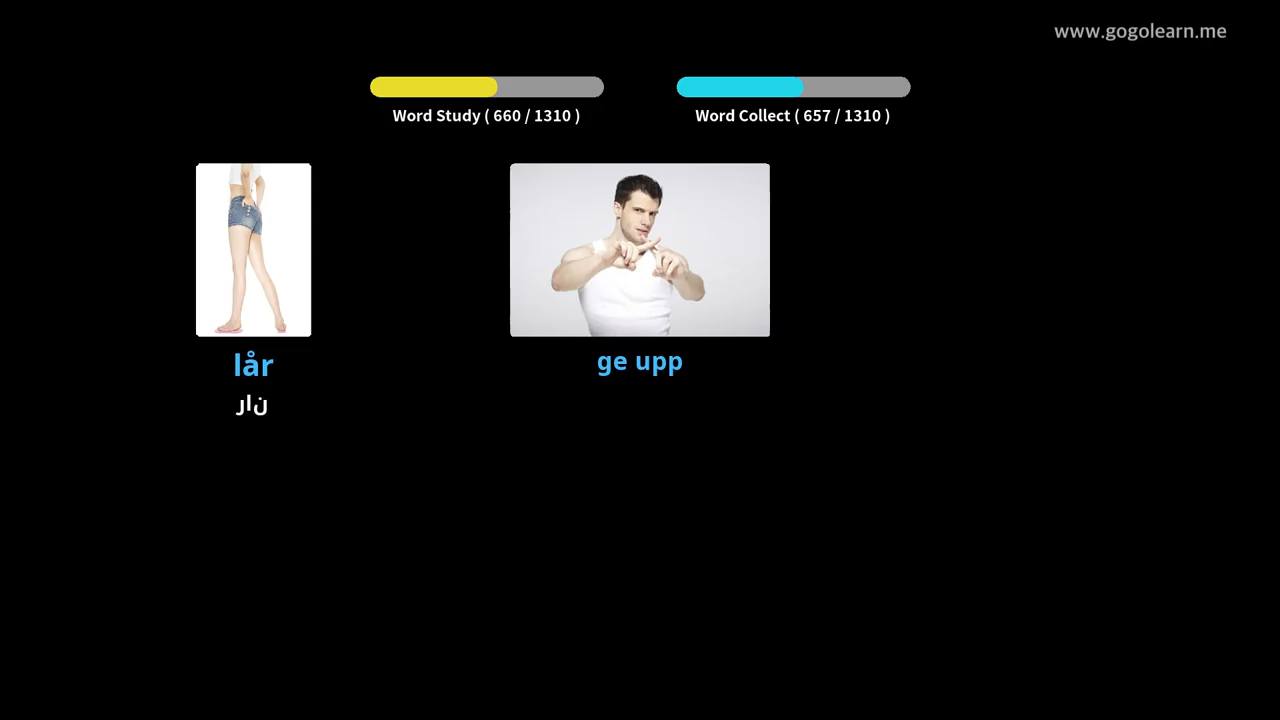 www.gogolearn.me
Word Study ( 660 / 1310 )
Word Collect ( 657 / 1310 )
lår
ران
ge upp